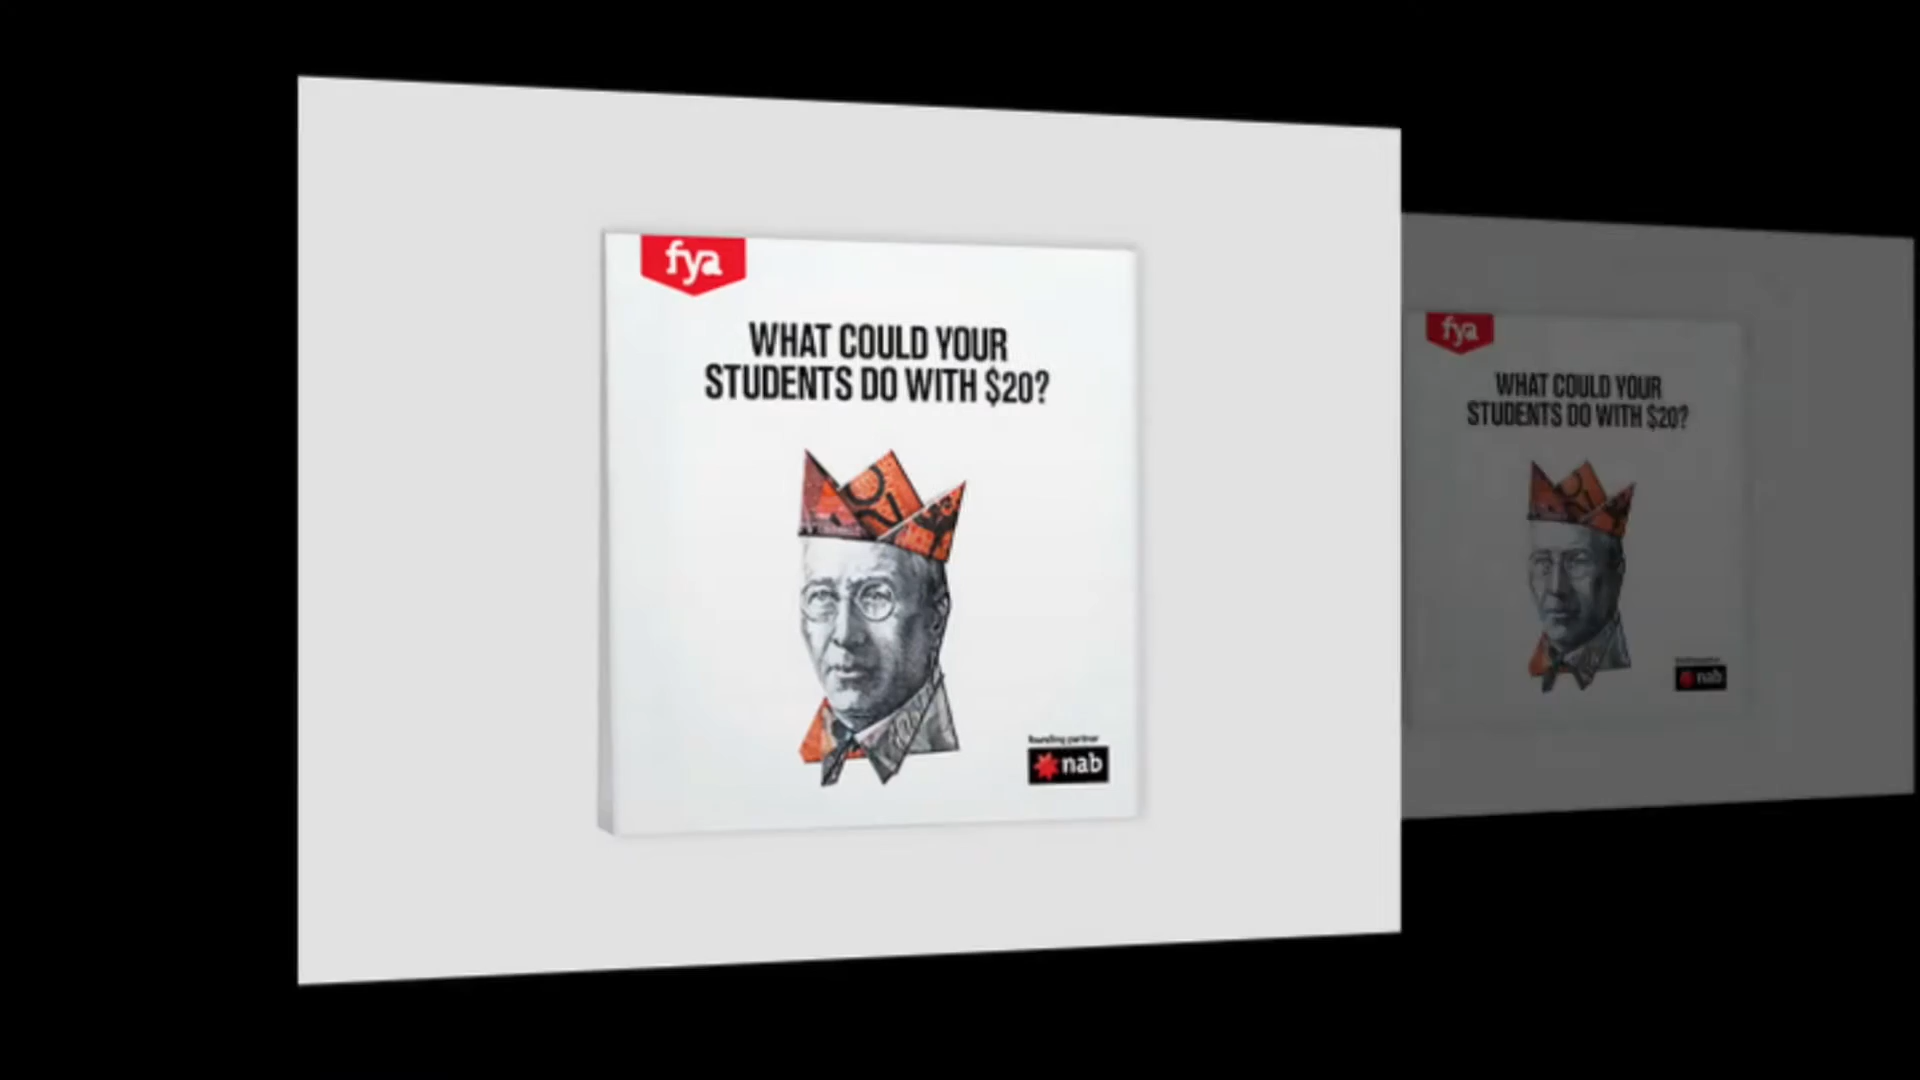 fya
WHAT COULD YOUR
STUDENTS DO WITH $20?
20
founding partner
nab
fya
WHAT COULD YOUR
STUDENTS DO WITH $20?
nab